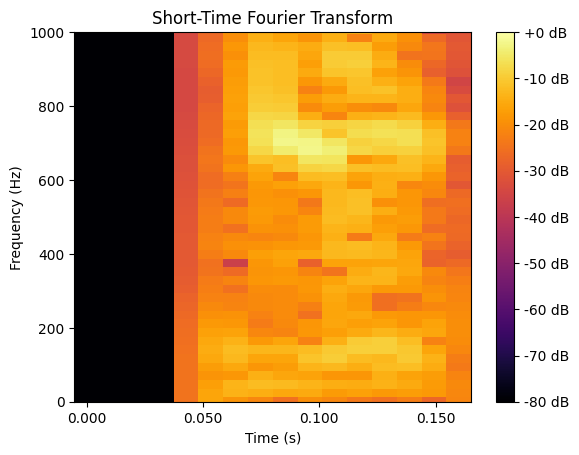 Short-Time Fourier Transform
1000
800
600
400
200
0
Frequency (Hz)
0.000
0.050
0.100
0.150
Time (s)
+0 dB
-10 dB
-20 dB
-30 dB
-40 dB
-50 dB
-60 dB
-70 dB
-80 dB